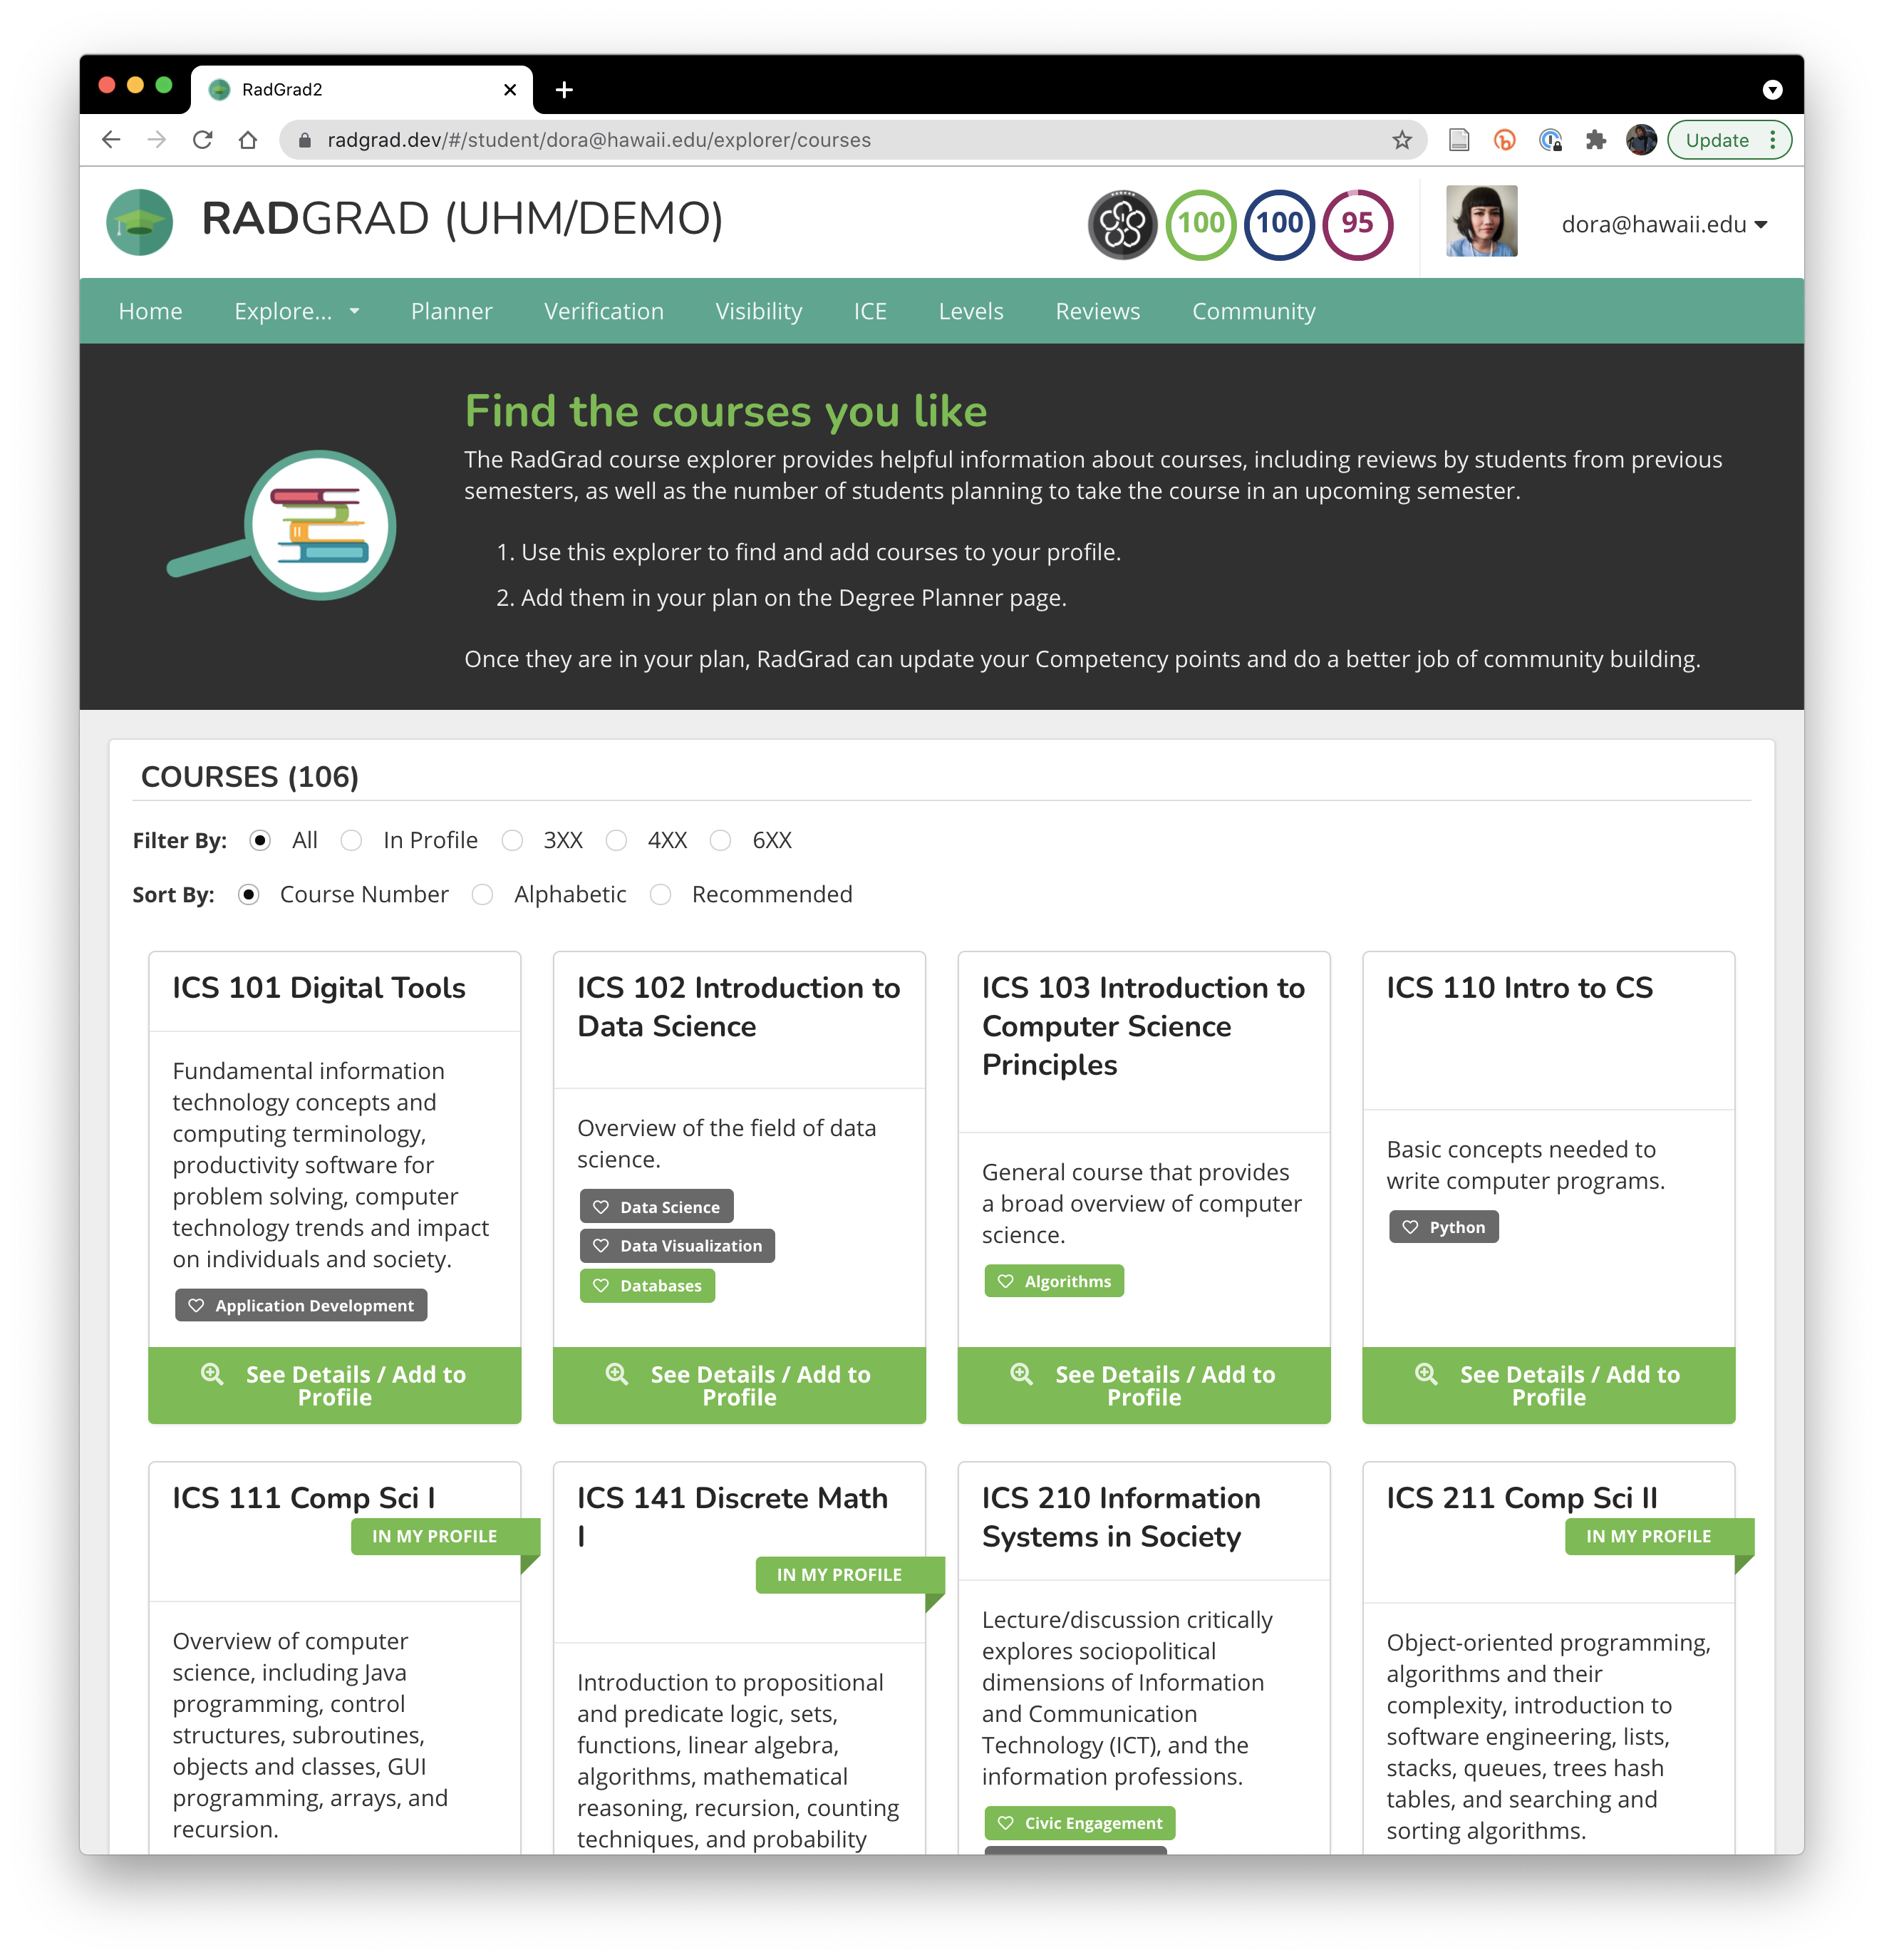 RadGrad2
radgrad.dev/#/student/dora@hawaii.edu/explorer/courses
Update
RADGRAD (UHM/DEMO)
100
100
95
dora@hawaii.edu
Home
Explore...
Planner
Verification
Visibility
ICE
Levels
Reviews
Community
Find the courses you like
The RadGrad course explorer provides helpful information about courses, including reviews by students from previous
semesters, as well as the number of students planning to take the course in an upcoming semester.
1. Use this explorer to find and add courses to your profile.
2. Add them in your plan on the Degree Planner page.
Once they are in your plan, RadGrad can update your Competency points and do a better job of community building.
COURSES (106)
Filter By: All In Profile 3XX 4XX 6XX
Sort By: Course Number Alphabetic Recommended
ICS 101 Digital Tools
Fundamental information
technology concepts and
computing terminology,
productivity software for
problem solving, computer
technology trends and impact
on individuals and society.
Application Development
See Details / Add to
Profile
ICS 102 Introduction to
Data Science
Overview of the field of data
science.
Data Science
Data Visualization
Databases
See Details / Add to
Profile
ICS 103 Introduction to
Computer Science
Principles
General course that provides
a broad overview of computer
science.
Algorithms
See Details / Add to
Profile
ICS 110 Intro to CS
Basic concepts needed to
write computer programs.
Python
See Details / Add to
Profile
ICS 111 Comp Sci I
IN MY PROFILE
Overview of computer
science, including Java
programming, control
structures, subroutines,
objects and classes, GUI
programming, arrays, and
recursion.
ICS 141 Discrete Math
I
IN MY PROFILE
Introduction to propositional
and predicate logic, sets,
functions, linear algebra,
algorithms, mathematical
reasoning, recursion, counting
techniques, and probability
ICS 210 Information
Systems in Society
Lecture/discussion critically
explores sociopolitical
dimensions of Information
and Communication
Technology (ICT), and the
information professions.
Civic Engagement
ICS 211 Comp Sci II
IN MY PROFILE
Object-oriented programming,
algorithms and their
complexity, introduction to
software engineering, lists,
stacks, queues, trees hash
tables, and searching and
sorting algorithms.